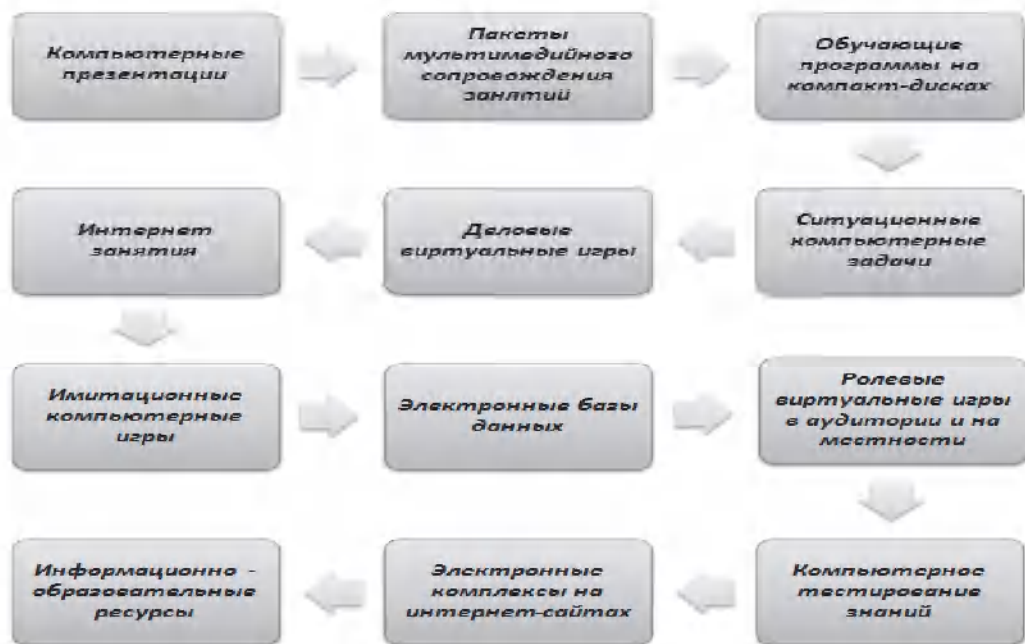 Компьютерные
презентации
Пакеты
мультимедийного
сопровождения
занятий
Обучающие
программы на
компакт-дисках
Ситуационные
компьютерные
задачи
Деловые
виртуальные игры
Интернет
занятия
Имитационные
компьютерные
игры
Электронные базы
данных
Ролевые
виртуальные игры
в аудитории и на
местности
Компьютерное
тестирование
знаний
Электронные
комплексы на
интернет-сайтах
Информационно -
образовательные
ресурсы